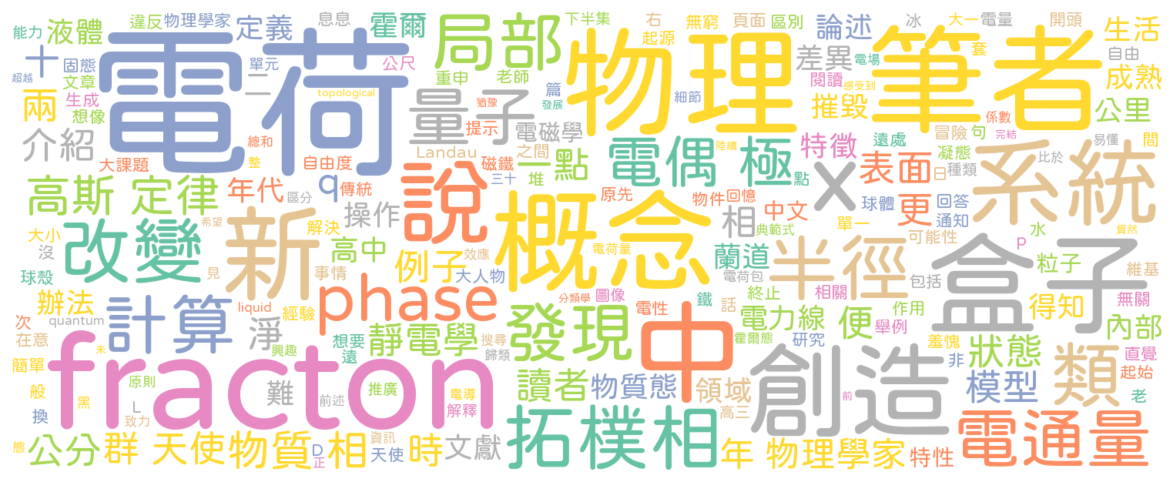 能力 違反 物理學家 定義 息息 霍爾 下半集 右 無窮 頁面 區別 冰 大一 電量 開頭 生活
液體 起源 論述 套 自由
超越 十 固態 單元 公尺 重申 老師 局部 物理 差異 電場 筆者 成熟
文章 二 電荷 topological 猶豫 篇 發展 細節 閱讀 感受到
兩 生成 想像 量子 提示 電磁學 摧毀 係數 公里
介紹 總和 Landau 之間 陸續 遠處 冒險 句 完結 易懂 間
大課題 整 自由度 磁鐵 一點 電偶 極 特徵 凝態 比於
高斯 定律 年代 q 傳統 說 三十 堆 點 X 表面 日 種類 系統
區分 原先 物件 回憶 球體 回答
操作 概念 相 中文 典範式 單一 更 通知
大小 沒 希望 新 解決 高中 效應 電荷量 蘭道 可能性 p 水 竟然
改變 球殼 見 事情 例子 大人物 電荷包 半徑 包括 粒子 維基
辦法 phase liquid 分類學 圖像 鐵 終止 相關 盒子 得知 無關
次 quantum 計算 經驗 電性 話 電力線 便 作用
在意 淨 想要 靜電學 搜尋 發現 霍爾態 研究 中 舉例 內部
簡單 未 興趣 遠 歸類 羞愧 非 狀態 直覺
般 原則 fracton 推廣 電導 讀者 物質態 領域 創造 模型 起始
換 黑 L 難 前述 解釋 前 類 老
致力 高三
態 公分 群 天使 物質 相 資訊 D 正 天使 時 文獻 拓樸相 年 物理學家 特性 電通量